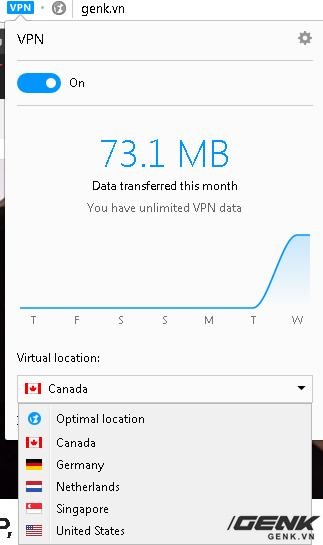 VPN
genk.vn
VPN
On
73.1 MB
Data transferred this month
You have unlimited VPN data
T F S S M T W
Virtual location:
Canada
Optimal location
Canada
Germany
Netherlands
Singapore
United States
P,
GENK
GENK.VN